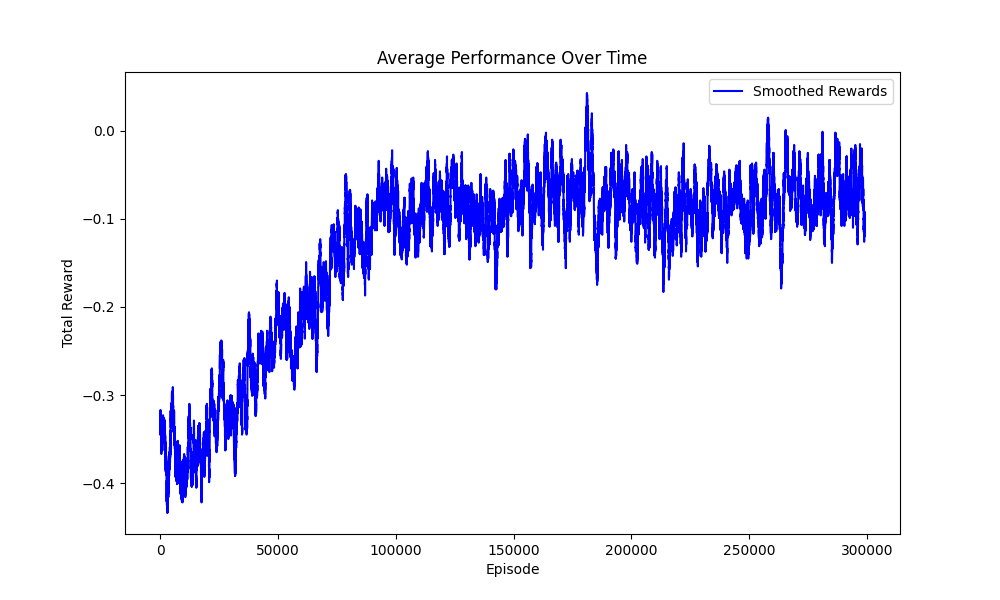 Average Performance Over Time
Smoothed Rewards
Total Reward
0.0
−0.1
−0.2
−0.3
−0.4
0 50000 100000 150000 200000 250000 300000
Episode